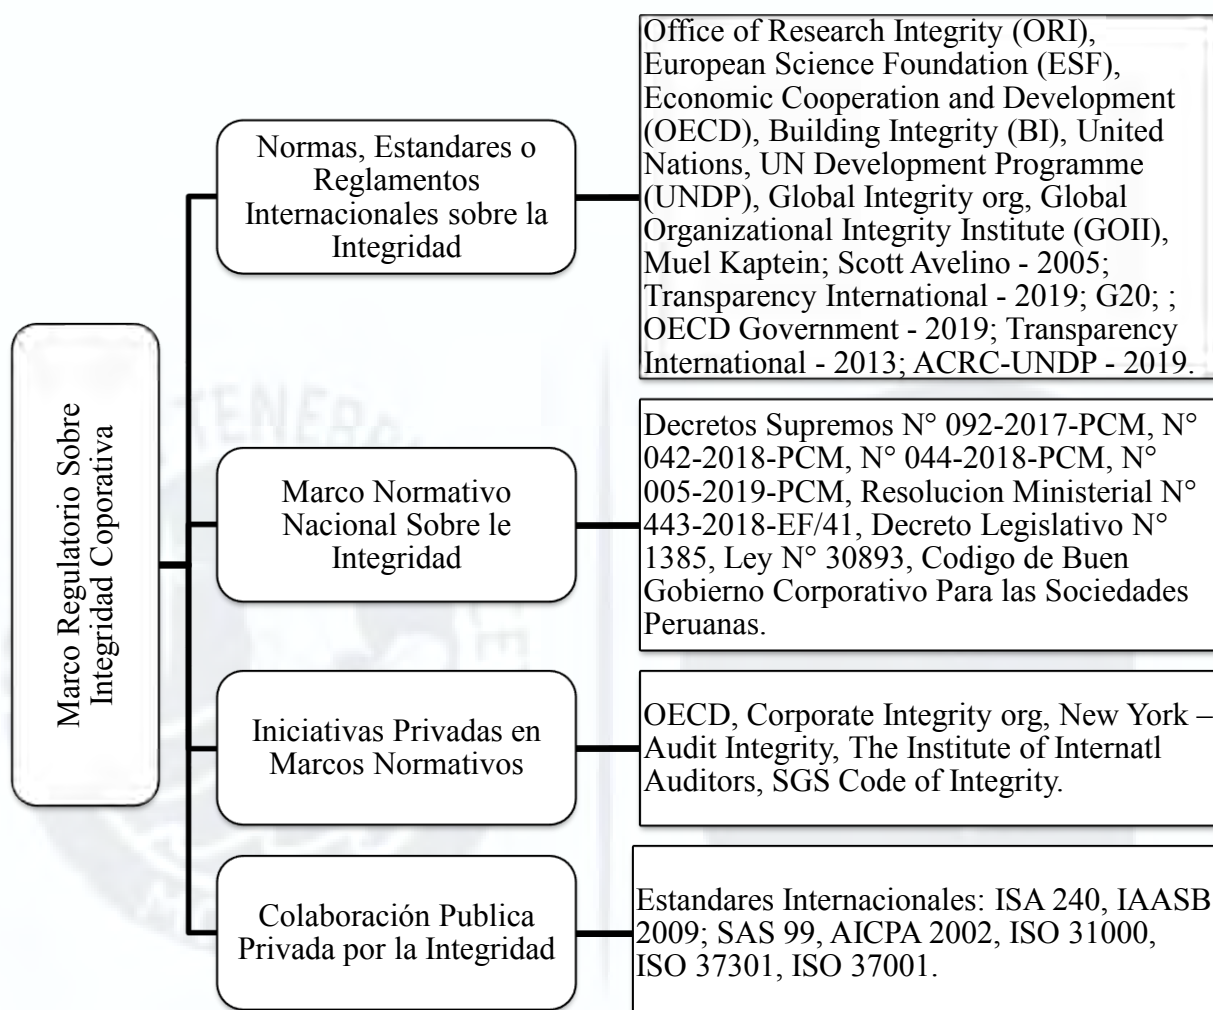 Marco Regulatorio Sobre
Integridad Coporativa
Normas, Estandares o
Reglamentos
Internacionales sobre la
Integridad
Office of Research Integrity (ORI),
European Science Foundation (ESF),
Economic Cooperation and Development
(OECD), Building Integrity (BI), United
Nations, UN Development Programme
(UNDP), Global Integrity org, Global
Organizational Integrity Institute (GOII),
Muel Kaptein; Scott Avelino - 2005;
Transparency International - 2019; G20; ;
OECD Government - 2019; Transparency
International - 2013; ACRC-UNDP - 2019.
Marco Normativo
Nacional Sobre le
Integridad
Decretos Supremos N° 092-2017-PCM, N°
042-2018-PCM, N° 044-2018-PCM, N°
005-2019-PCM, Resolucion Ministerial N°
443-2018-EF/41, Decreto Legislativo N°
1385, Ley N° 30893, Codigo de Buen
Gobierno Corporativo Para las Sociedades
Peruanas.
Iniciativas Privadas en
Marcos Normativos
OECD, Corporate Integrity org, New York –
Audit Integrity, The Institute of Internatl
Auditors, SGS Code of Integrity.
Colaboración Publica
Privada por la Integridad
Estandares Internacionales: ISA 240, IAASB
2009; SAS 99, AICPA 2002, ISO 31000,
ISO 37301, ISO 37001.